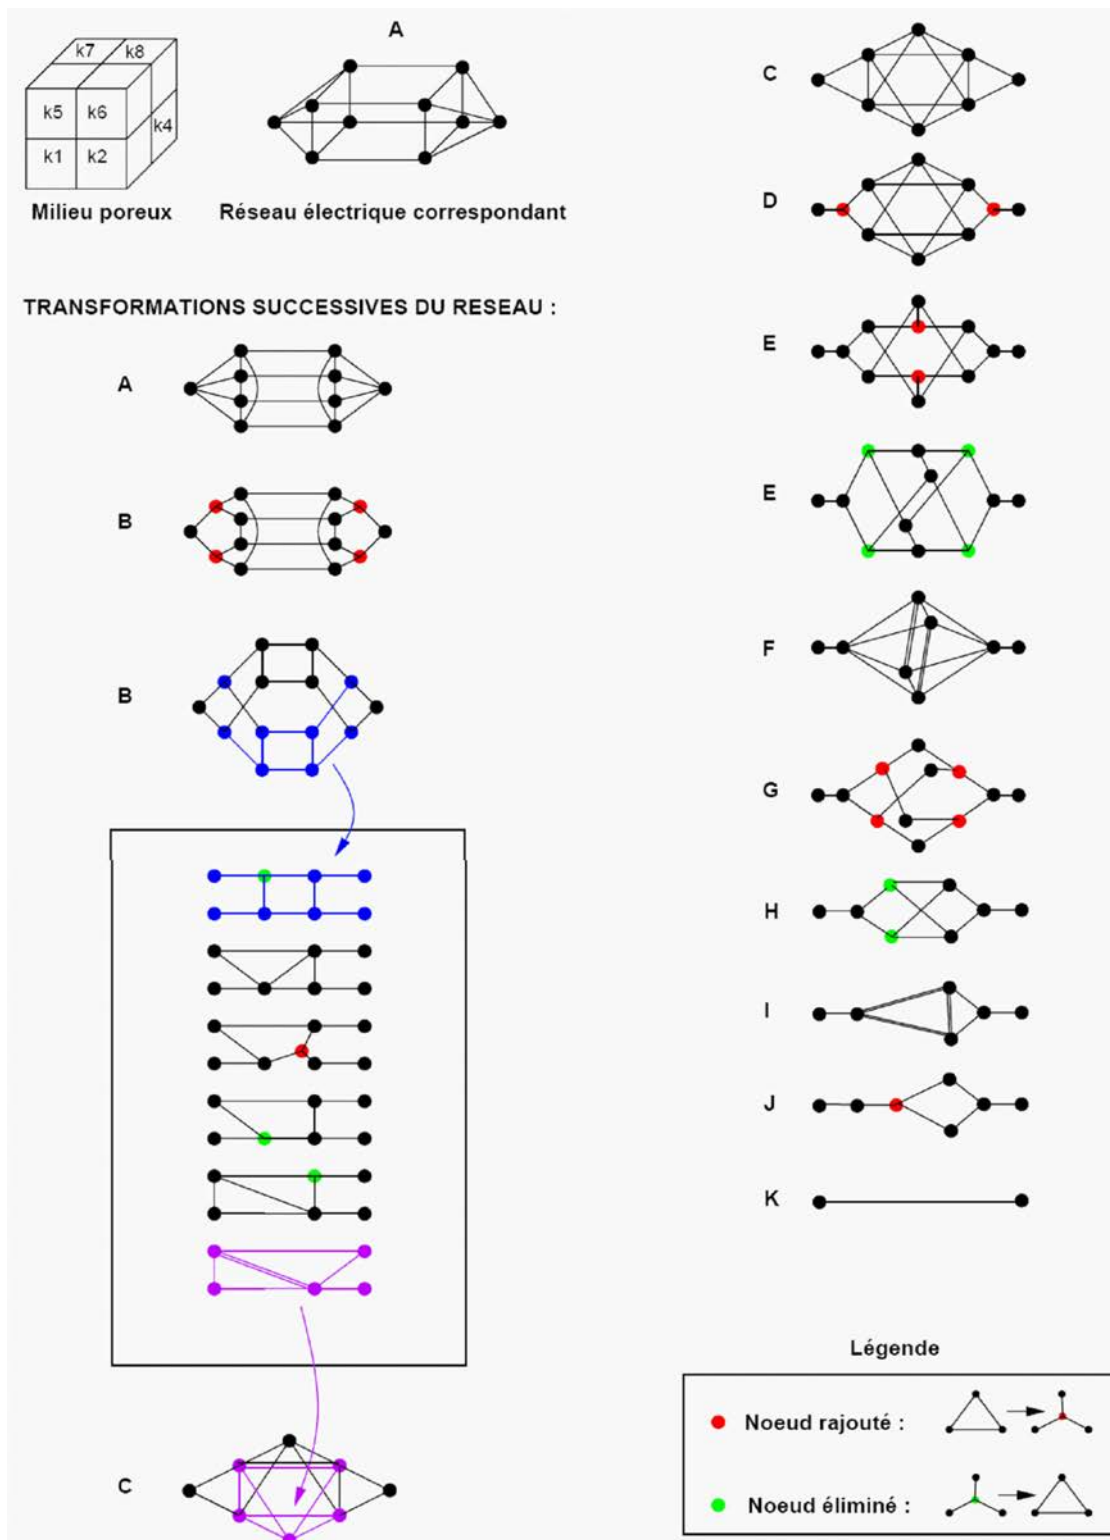 k7 k8
k5 k6
k4
k1 k2
Milieu poreux
A
Réseau électrique correspondant
TRANSFORMATIONS SUCCESSIVES DU RESEAU :
A
B
B
C
C
D
E
E
F
G
H
I
J
K
Légende
Noeud rajouté :
Noeud éliminé :